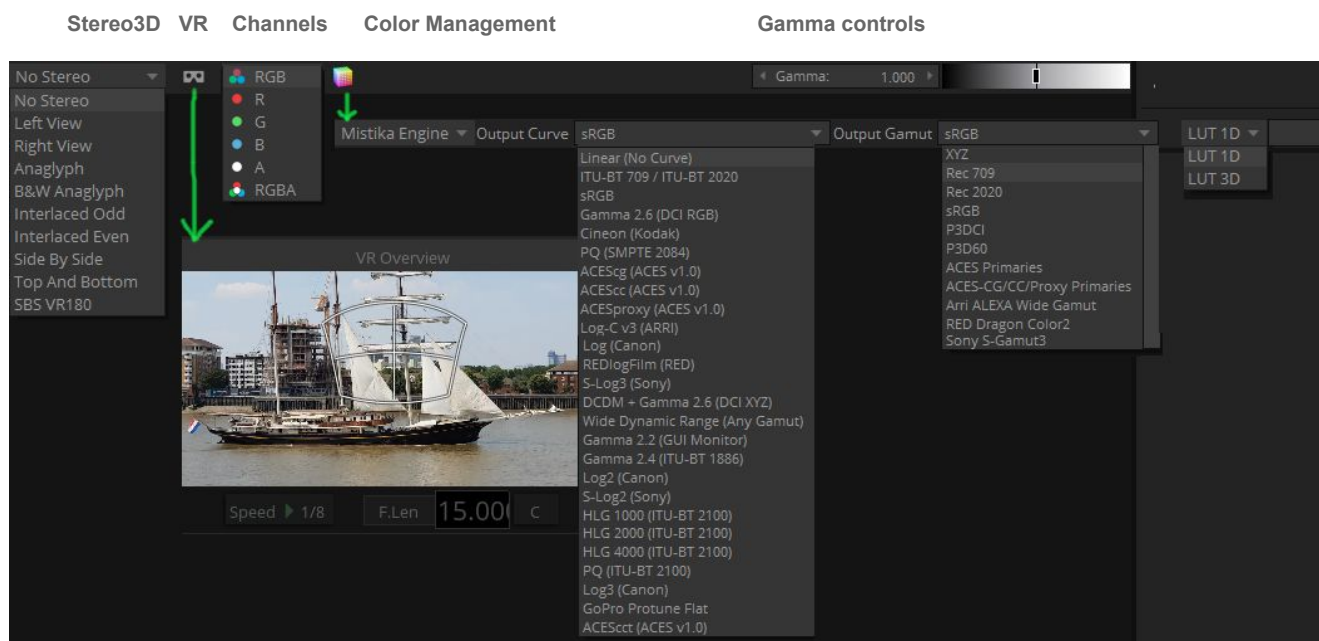 Stereo3D VR Channels Color Management Gamma controls
No Stereo
No Stereo
Left View
Right View
Anaglyph
B&W Anaglyph
Interlaced Odd
Interlaced Even
Side By Side
Top And Bottom
SBS VR180
RGB
R
G
B
A
RGBA
Gamma: 1.000
Mistika Engine Output Curve sRGB Output Gamut sRGB LUT 1D
Linear (No Curve)
ITU-BT 709 / ITU-BT 2020
sRGB
Gamma 2.6 (DCI RGB)
Cineon (Kodak)
PQ (SMPTE 2084)
ACEScg (ACES v1.0)
ACEScc (ACES v1.0)
ACESproxy (ACES v1.0)
Log-C v3 (ARRI)
Log (Canon)
REDlogFilm (RED)
S-Log3 (Sony)
DCDM + Gamma 2.6 (DCI XYZ)
Wide Dynamic Range (Any Gamut)
Gamma 2.2 (GUI Monitor)
Gamma 2.4 (ITU-BT 1886)
Log2 (Canon)
S-Log2 (Sony)
HLG 1000 (ITU-BT 2100)
HLG 2000 (ITU-BT 2100)
HLG 4000 (ITU-BT 2100)
PQ (ITU-BT 2100)
Log3 (Canon)
GoPro Protune Flat
ACEScct (ACES v1.0)
XYZ
Rec 709
Rec 2020
sRGB
P3DCI
P3D60
ACES Primaries
ACES-CG/CC/Proxy Primaries
Arri ALEXA Wide Gamut
RED Dragon Color2
Sony S-Gamut3
LUT 1D
LUT 3D
VR Overview
Speed 1/8 F.Len 15.00 C